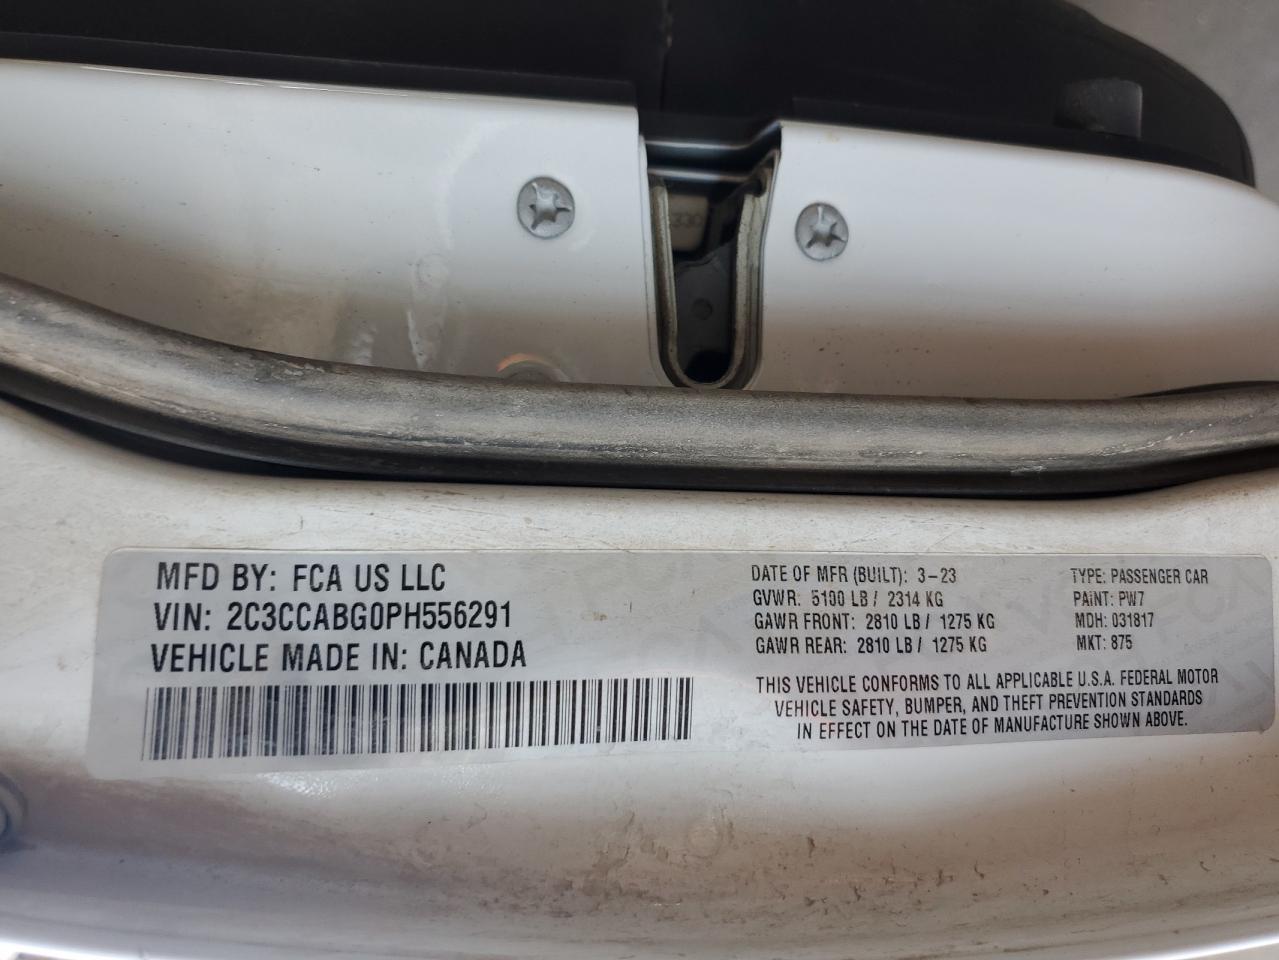 330
MFD BY: FCA US LLC
VIN: 2C3CCABG0PH556291
VEHICLE MADE IN: CANADA
DATE OF MFR (BUILT): 3-23
GVWR: 5100 LB / 2314 KG
GAWR FRONT: 2810 LB / 1275 KG
GAWR REAR: 2810 LB / 1275 KG
TYPE: PASSENGER CAR
PAINT: PW7
MDH: 031817
MKT: 875
THIS VEHICLE CONFORMS TO ALL APPLICABLE U.S.A. FEDERAL MOTOR
VEHICLE SAFETY, BUMPER, AND THEFT PREVENTION STANDARDS
IN EFFECT ON THE DATE OF MANUFACTURE SHOWN ABOVE.